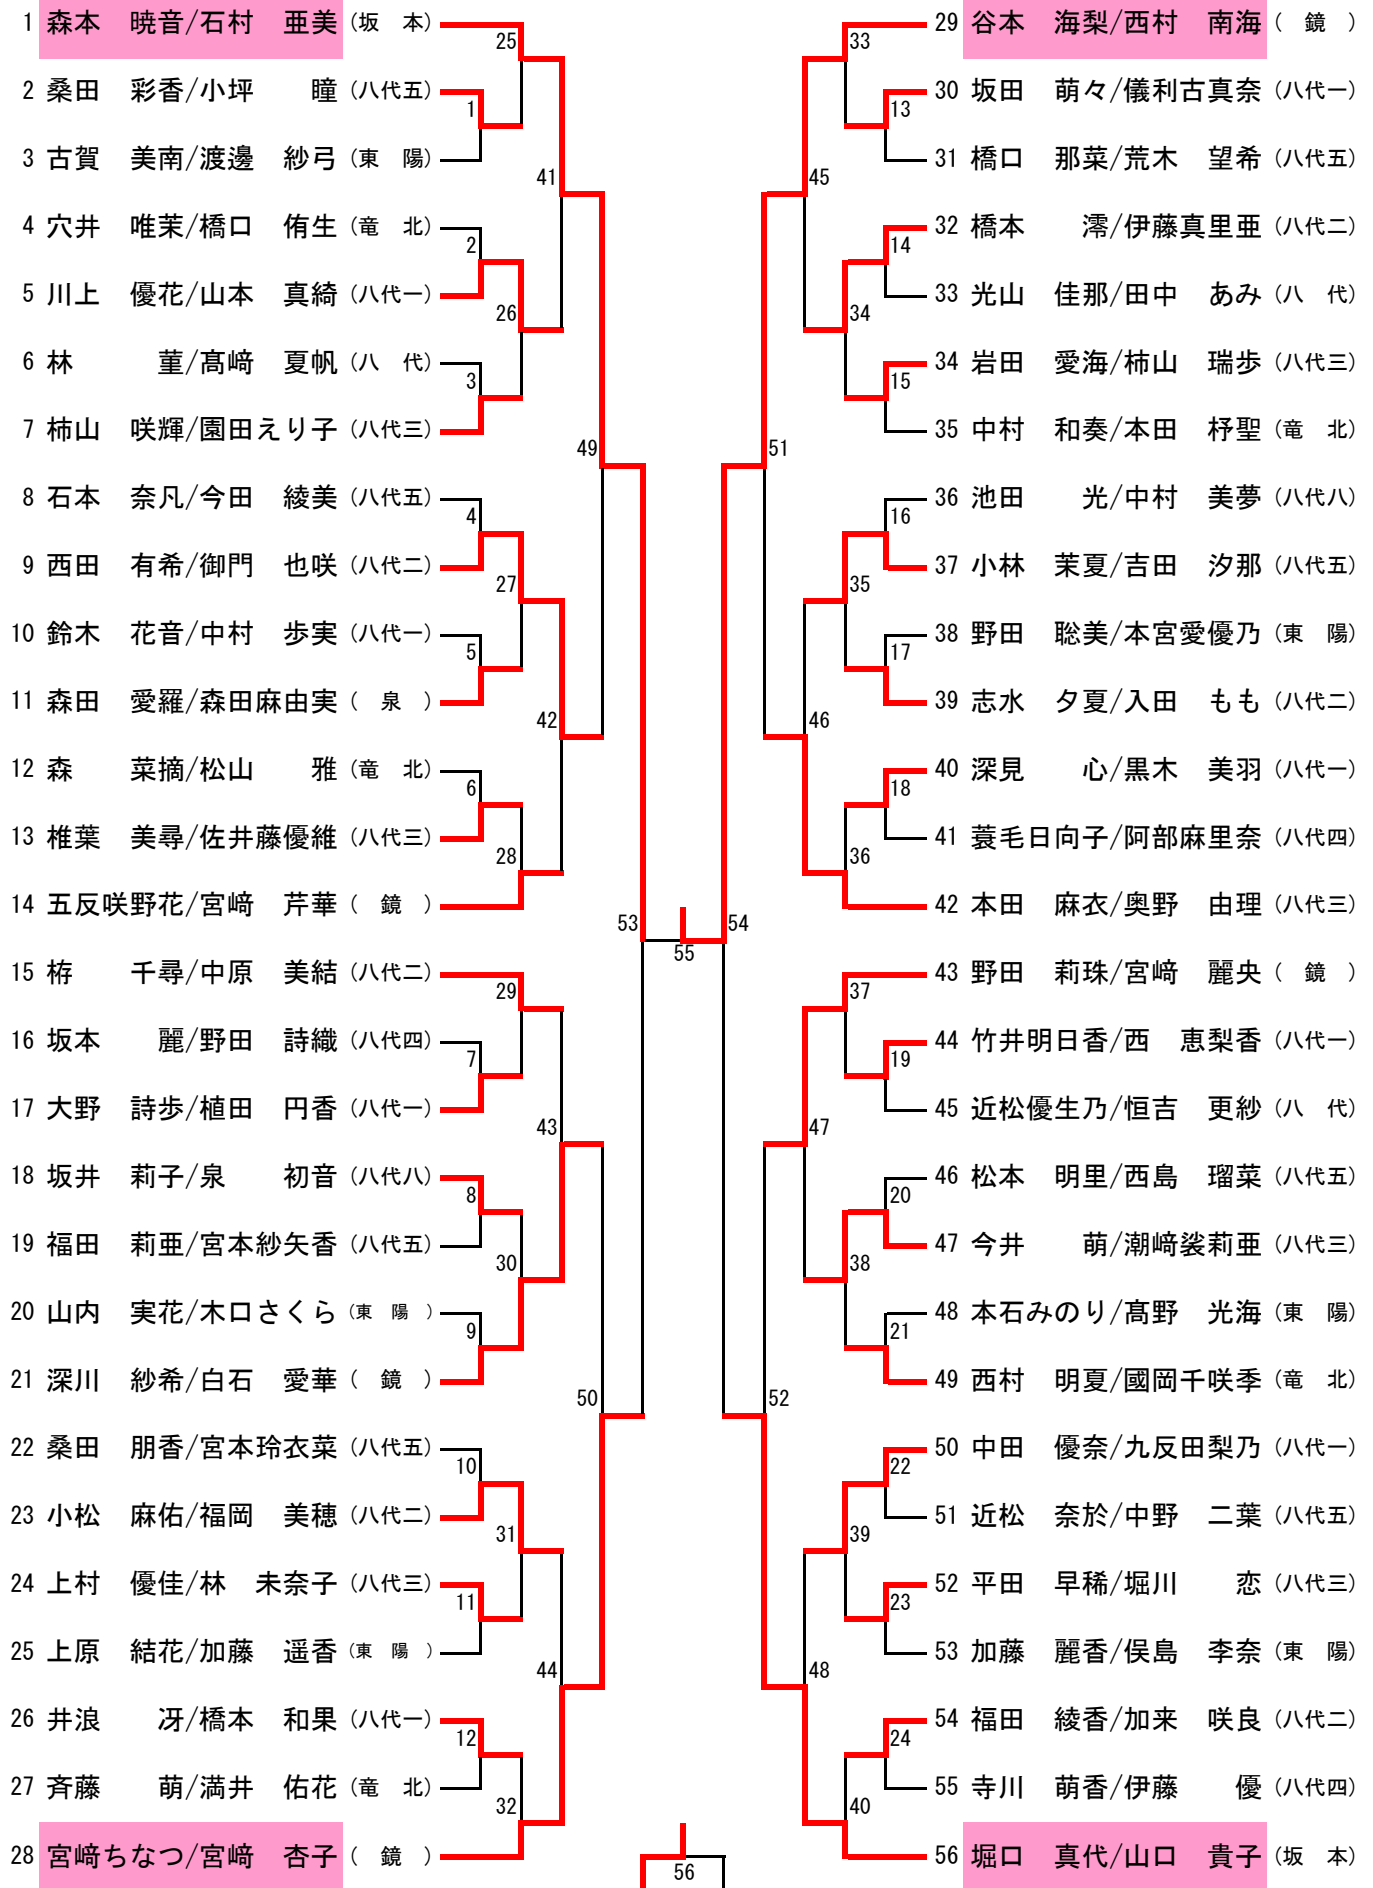 1 森本　暁音/石村　亜美 (坂　本)
2 桑田　彩香/小坪　　瞳 (八代五)
3 古賀　美南/渡邊　紗弓 (東　陽)
4 穴井　唯茉/橋口　侑生 (竜　北)
5 川上　優花/山本　真綺 (八代一)
6 林　　　菫/髙﨑　夏帆 (八　代)
7 柿山　咲輝/園田えり子 (八代三)
8 石本　奈凡/今田　綾美 (八代五)
9 西田　有希/御門　也咲 (八代二)
10 鈴木　花音/中村　歩実 (八代一)
11 森田　愛羅/森田麻由実 (　泉　)
12 森　　菜摘/松山　　雅 (竜　北)
13 椎葉　美尋/佐井藤優維 (八代三)
14 五反咲野花/宮﨑　芹華 (　鏡　)
15 栫　　千尋/中原　美結 (八代二)
16 坂本　　麗/野田　詩織 (八代四)
17 大野　詩歩/植田　円香 (八代一)
18 坂井　莉子/泉　　初音 (八代八)
19 福田　莉亜/宮本紗矢香 (八代五)
20 山内　実花/木口さくら (東　陽　)
21 深川　紗希/白石　愛華 (　鏡　)
22 桑田　朋香/宮本玲衣菜 (八代五)
23 小松　麻佑/福岡　美穂 (八代二)
24 上村　優佳/林　未奈子 (八代三)
25 上原　結花/加藤　遥香 (東　陽　)
26 井浪　　冴/橋本　和果 (八代一)
27 斉藤　　萌/満井　佑花 (竜　北)
28 宮﨑ちなつ/宮﨑　杏子 (　鏡　)
25
1
41
2
26
3
49
4
27
5
42
6
28
53
29
7
43
8
30
9
50
10
31
11
44
12
32
55
56
33
13
45
14
34
15
51
16
35
17
46
18
36
54
37
19
47
20
38
21
52
22
39
23
48
24
40
29 谷本　海梨/西村　南海 (　鏡　)
30 坂田　萌々/儀利古真奈 (八代一)
31 橋口　那菜/荒木　望希 (八代五)
32 橋本　　澪/伊藤真里亜 (八代二)
33 光山　佳那/田中　あみ (八　代)
34 岩田　愛海/柿山　瑞歩 (八代三)
35 中村　和奏/本田　杼聖 (竜　北)
36 池田　　光/中村　美夢 (八代八)
37 小林　茉夏/吉田　汐那 (八代五)
38 野田　聡美/本宮愛優乃 (東　陽)
39 志水　夕夏/入田　もも (八代二)
40 深見　　心/黒木　美羽 (八代一)
41 蓑毛日向子/阿部麻里奈 (八代四)
42 本田　麻衣/奥野　由理 (八代三)
43 野田　莉珠/宮﨑　麗央 (　鏡　)
44 竹井明日香/西　恵梨香 (八代一)
45 近松優生乃/恒吉　更紗 (八　代)
46 松本　明里/西島　瑠菜 (八代五)
47 今井　　萌/潮﨑裟莉亜 (八代三)
48 本石みのり/髙野　光海 (東　陽)
49 西村　明夏/國岡千咲季 (竜　北)
50 中田　優奈/九反田梨乃 (八代一)
51 近松　奈於/中野　二葉 (八代五)
52 平田　早稀/堀川　　恋 (八代三)
53 加藤　麗香/俣島　李奈 (東　陽)
54 福田　綾香/加来　咲良 (八代二)
55 寺川　萌香/伊藤　　優 (八代四)
56 堀口　真代/山口　貴子 (坂　本)